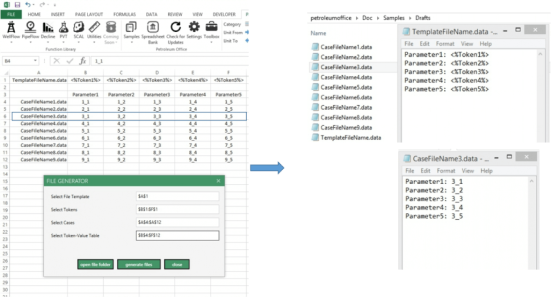 FILE HOME INSERT PAGE LAYOUT FORMULAS DATA REVIEW VIEW DEVELOPER
WellFlow Pipeflow Decline PVT SCAL Utilities Combo Samples Spreadsheet Bank Check for Updates Settings Toolbox
Category
Unit From
Unit To
Function Library Petroleum Office
B4 1_1
A B C D E F
1 TemplateFileName.data <%Token1%> <%Token2%> <%Token3%> <%Token4%> <%Token5%>
2
3 Parameter1 Parameter2 Parameter3 Parameter4 Parameter5
4 CaseFileName1.data 1_1 1_2 1_3 1_4 1_5
5 CaseFileName2.data 2_1 2_2 2_3 2_4 2_5
6 CaseFileName3.data 3_1 3_2 3_3 3_4 3_5
7 CaseFileName4.data 4_1 4_2 4_3 4_4 4_5
8 CaseFileName5.data 5_1 5_2 5_3 5_4 5_5
9 CaseFileName6.data 6_1 6_2 6_3 6_4 6_5
10 CaseFileName7.data 7_1 7_2 7_3 7_4 7_5
11 CaseFileName8.data 8_1 8_2 8_3 8_4 8_5
12 CaseFileName9.data 9_1 9_2 9_3 9_4 9_5
FILE GENERATOR
Select File Template $A$1
Select Tokens $B$1:$F$1
Select Cases $A$4:$A$12
Select Token-Value Table $B$4:$F$12
open file folder generate files close
petroleumoffice › Doc › Samples › Drafts
Name
CaseFileName1.data
CaseFileName2.data
CaseFileName3.data
CaseFileName4.data
CaseFileName5.data
CaseFileName6.data
CaseFileName7.data
CaseFileName8.data
CaseFileName9.data
TemplateFileName.data
TemplateFileName.data - ...
File Edit Format View Help
Parameter1: <%Token1%>
Parameter2: <%Token2%>
Parameter3: <%Token3%>
Parameter4: <%Token4%>
Parameter5: <%Token5%>
CaseFileName3.data - ...
File Edit Format View Help
Parameter1: 3_1
Parameter2: 3_2
Parameter3: 3_3
Parameter4: 3_4
Parameter5: 3_5